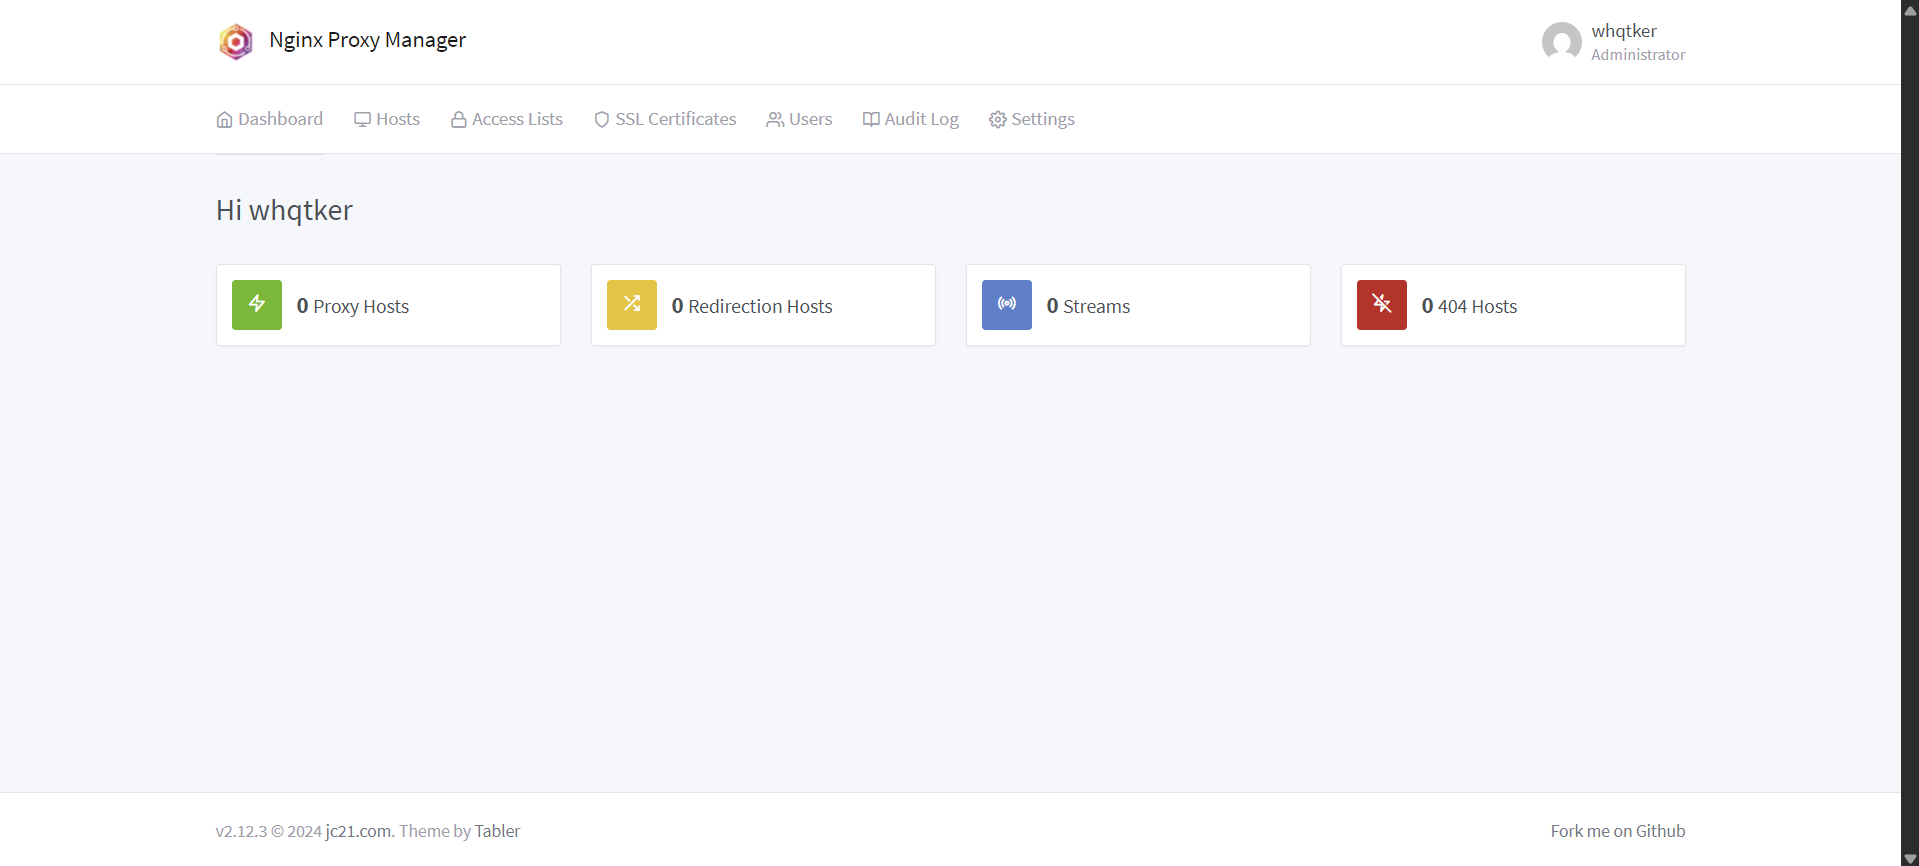 Nginx Proxy Manager
whqtker
Administrator
Dashboard Hosts Access Lists SSL Certificates Users Audit Log Settings
Hi whqtker
0 Proxy Hosts
0 Redirection Hosts
0 Streams
0 404 Hosts
v2.12.3 © 2024 jc21.com. Theme by Tabler
Fork me on Github